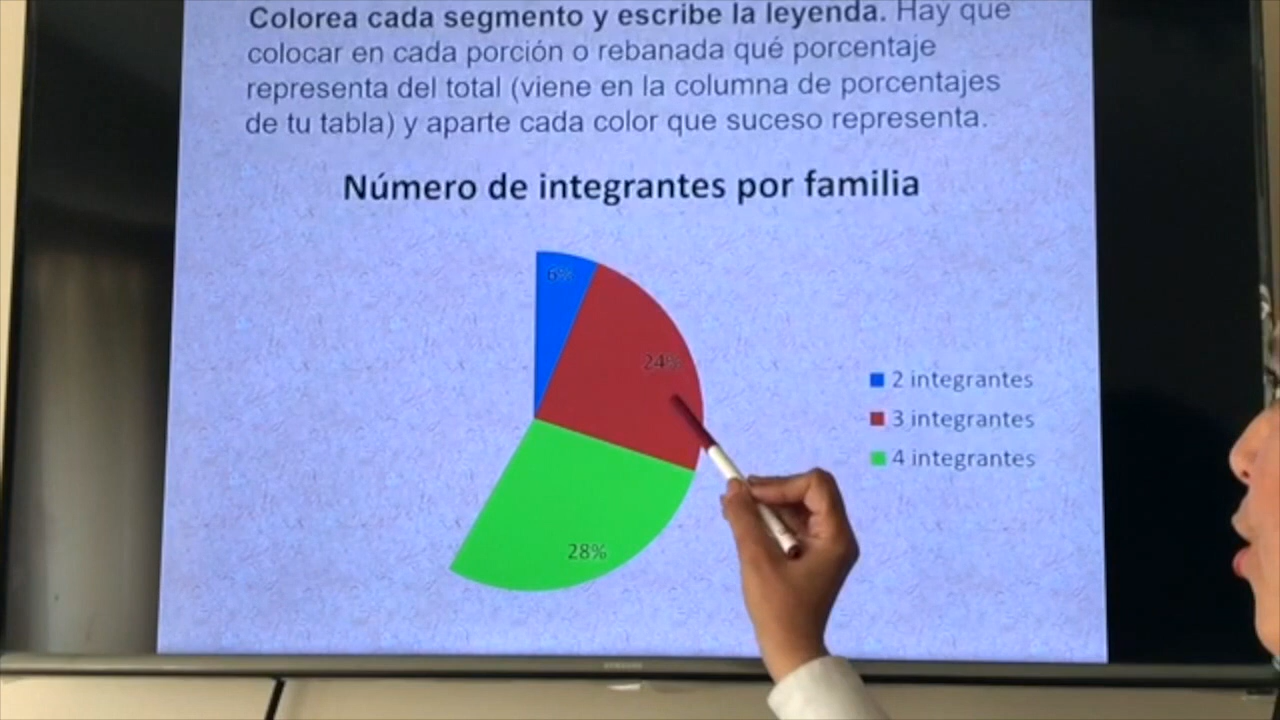 Colorea cada segmento y escribe la leyenda. Hay que
colocar en cada porción o rebanada qué porcentaje
representa del total (viene en la columna de porcentajes
de tu tabla) y aparte cada color que suceso representa.
Número de integrantes por familia
6%
24%
28%
2 integrantes
3 integrantes
4 integrantes
SAMSUNG